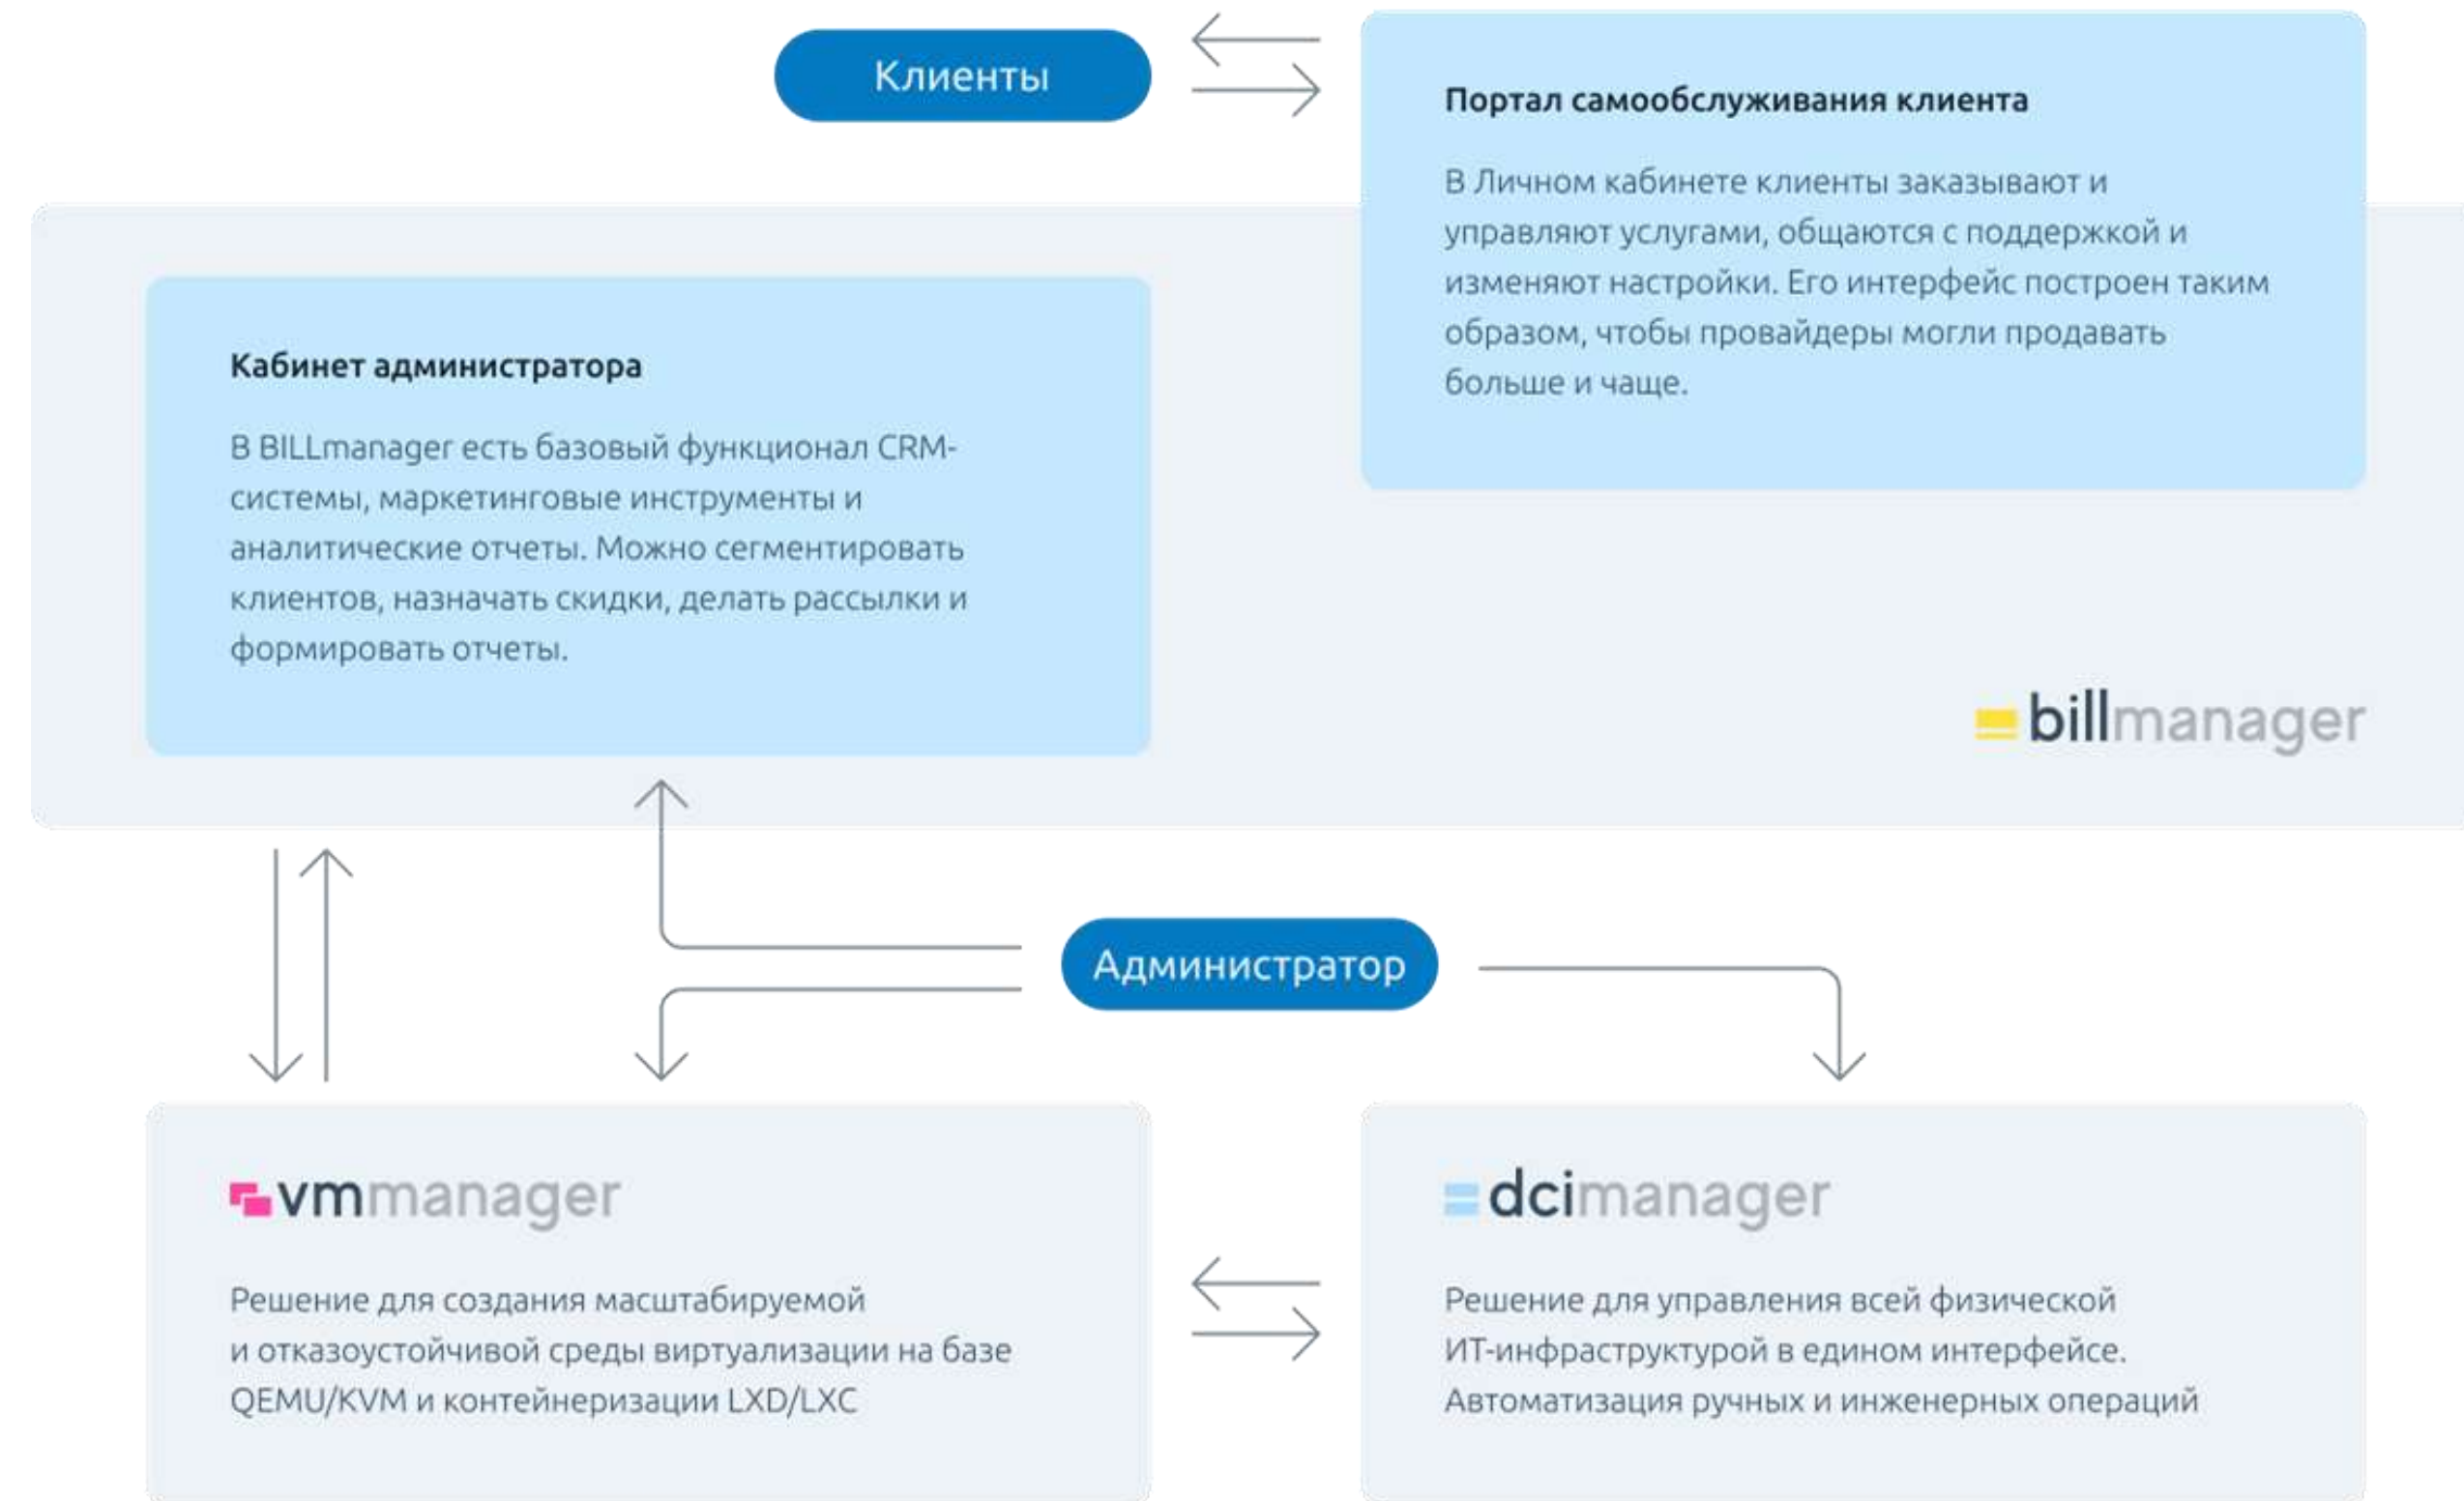 Клиенты
Портал самообслуживания клиента
В Личном кабинете клиенты заказывают и
управляют услугами, общаются с поддержкой и
изменяют настройки. Его интерфейс построен таким
образом, чтобы провайдеры могли продавать
больше и чаще.
Кабинет администратора
В BILLmanager есть базовый функционал CRM-
системы, маркетинговые инструменты и
аналитические отчеты. Можно сегментировать
клиентов, назначать скидки, делать рассылки и
формировать отчеты.
billmanager
Администратор
vmmanager
Решение для создания масштабируемой
и отказоустойчивой среды виртуализации на базе
QEMU/KVM и контейнеризации LXD/LXC
dcimanager
Решение для управления всей физической
ИТ-инфраструктурой в едином интерфейсе.
Автоматизация ручных и инженерных операций